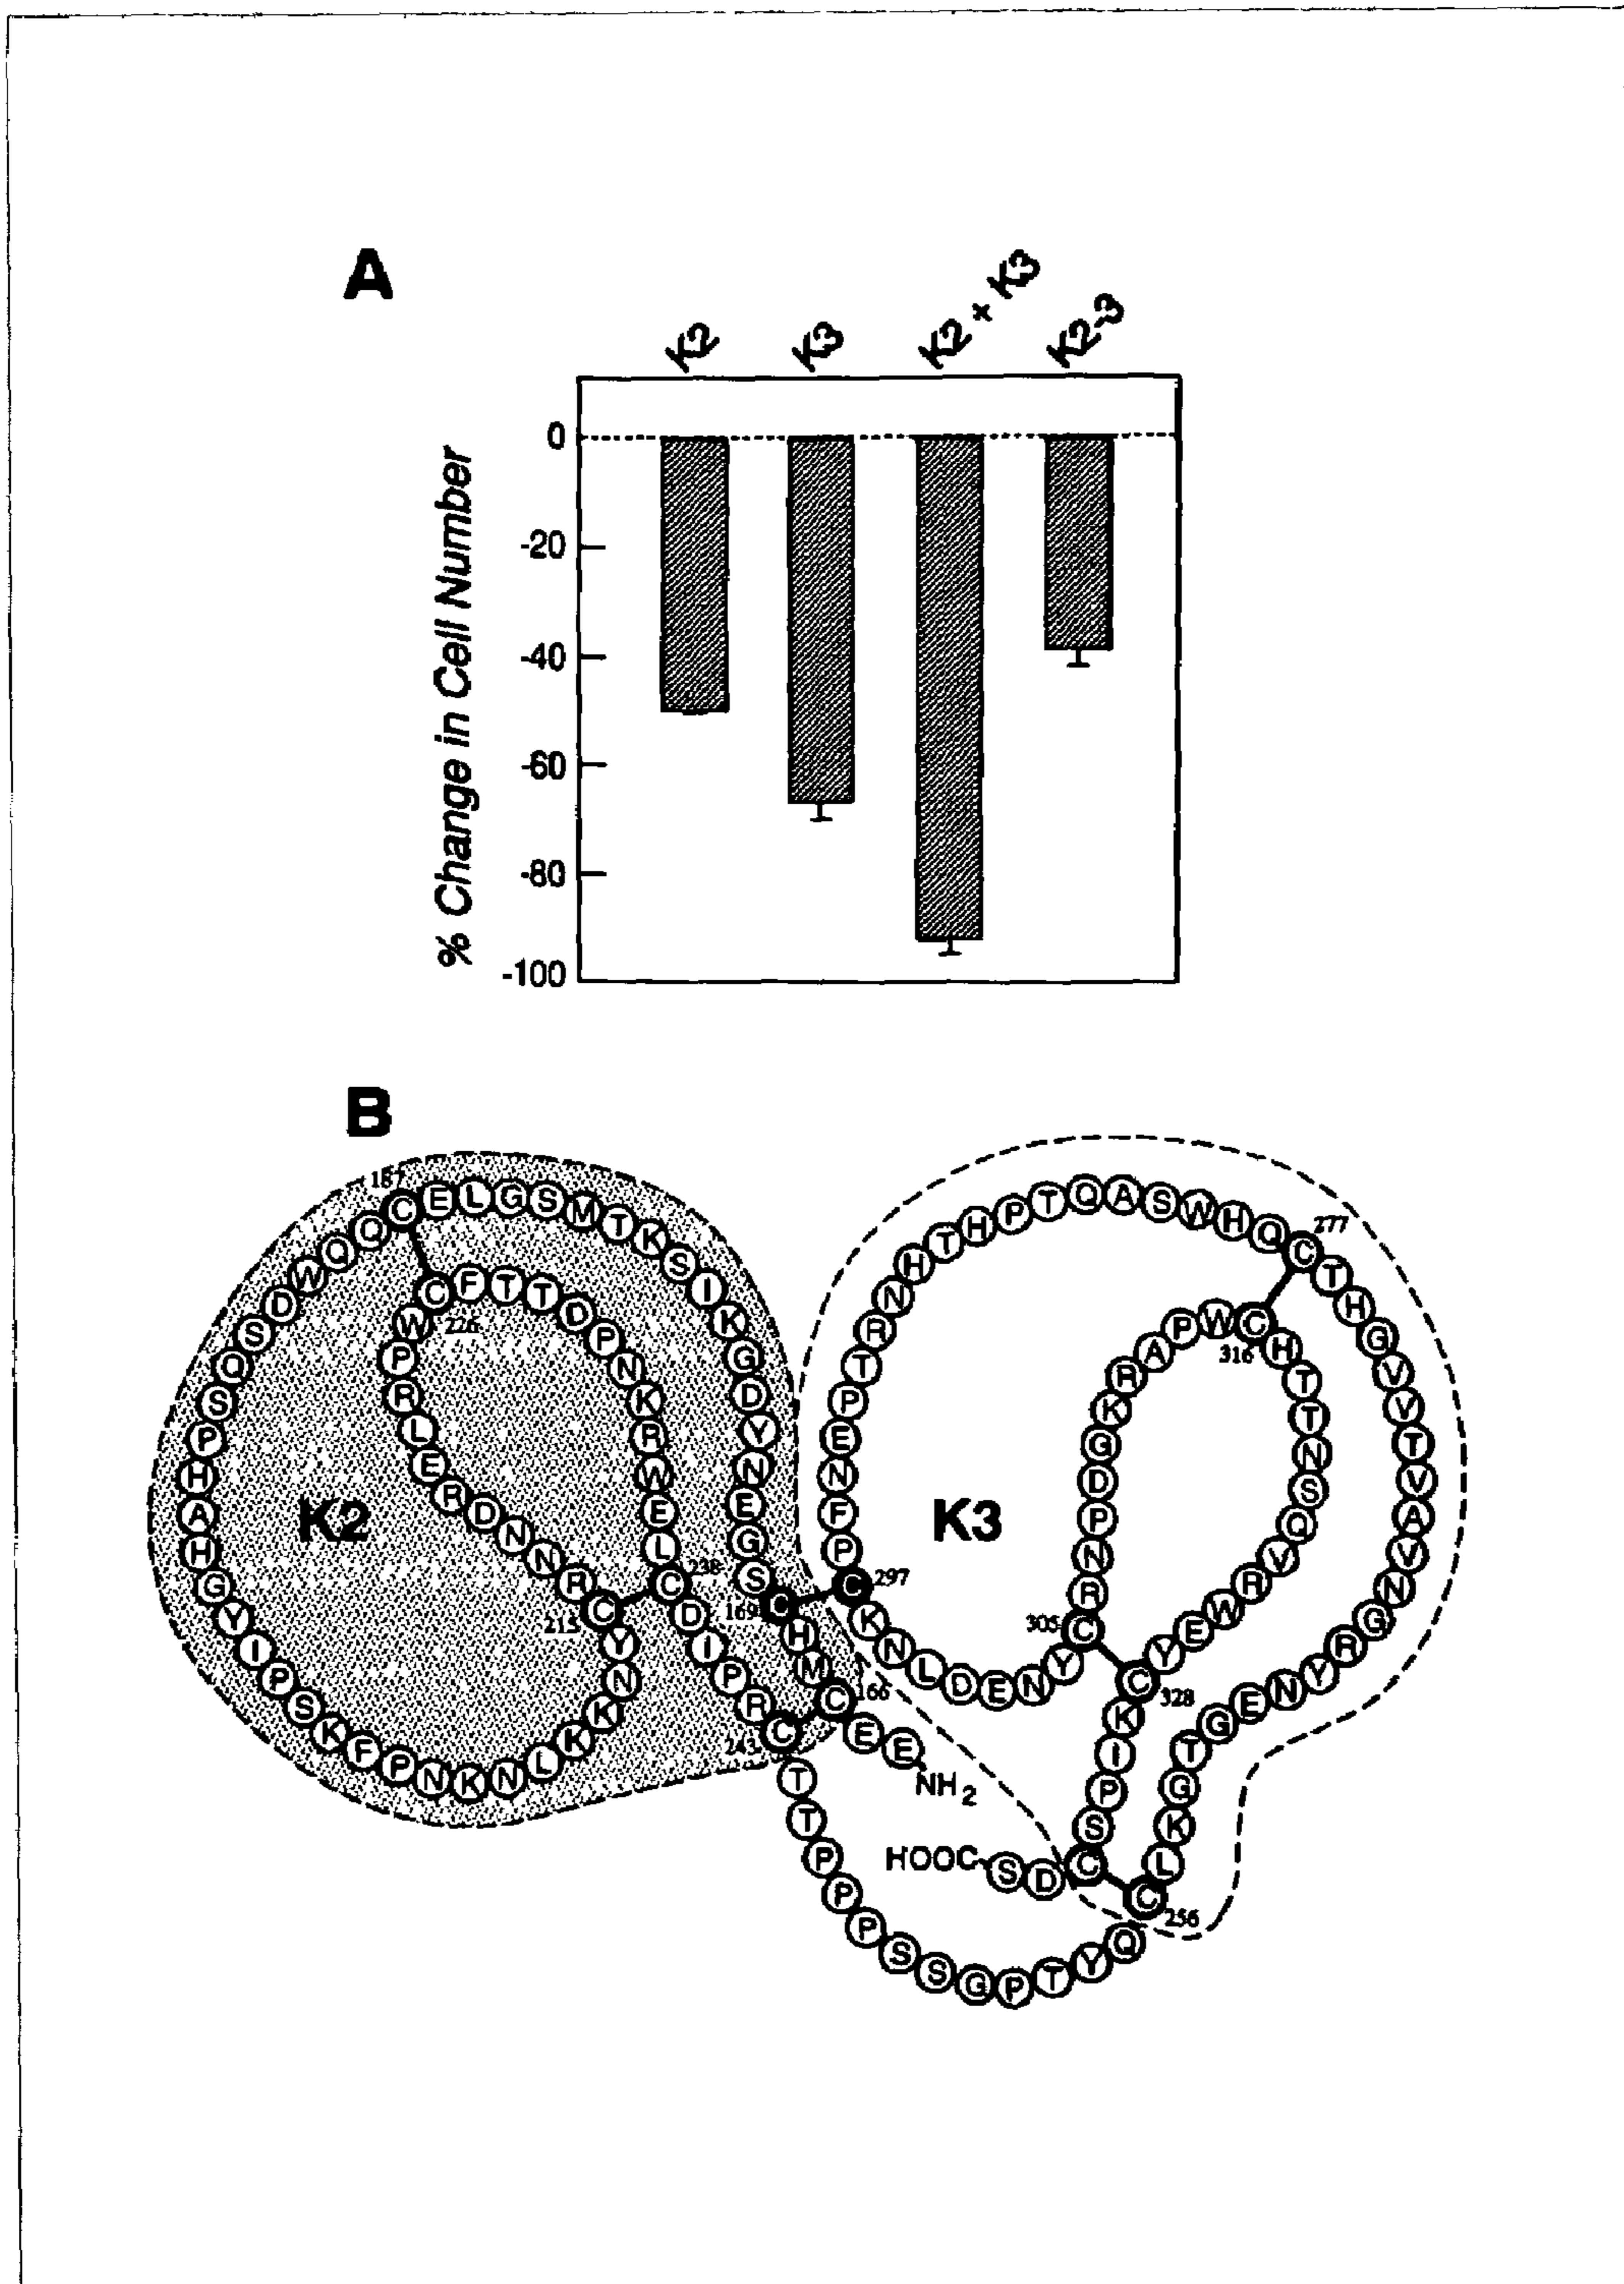 A
K2 K3 K2 + K3 K2-3
% Change in Cell Number
0
-20
-40
-60
-80
-100
B
K2
K3
187
226
215
238
169
166
243
297
305
316
277
328
256
NH2
HOOC
E E C M H C S G E N Y D G K I S K T M S G L E C Q Q W D S Q S P H A H G Y I P S K F P N K N L K K N Y C R N N D R E L R P W C F T T D P N K R W E L C D I P R C T T P P P S S G P T Y Q C L K G T G E N Y R G N V A V T V V G H T C Q H W S A Q T P H T H N R T P E N F P C K N L D E N Y C R N P D G K R A P W C H T T N S Q V R W E Y C K I P S C D S